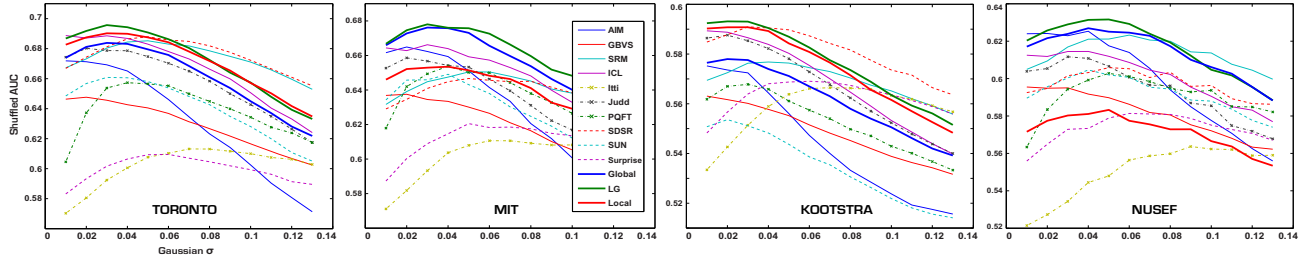 Shuffled AUC
0.7
0.68
0.66
0.64
0.62
0.6
0.58
0 0.02 0.04 0.06 0.08 0.1 0.12 0.14
Gaussian σ
TORONTO
0.68
0.66
0.64
0.62
0.6
0.58
0 0.02 0.04 0.06 0.08 0.1 0.12 0.14
MIT
AIM
GBVS
SRM
ICL
Itti
Judd
PQFT
SDSR
SUN
Surprise
Global
LG
Local
0.6
0.58
0.56
0.54
0.52
0 0.02 0.04 0.06 0.08 0.1 0.12 0.14
KOOTSTRA
0.64
0.62
0.6
0.58
0.56
0.54
0.52
0 0.02 0.04 0.06 0.08 0.1 0.12 0.14
NUSEF